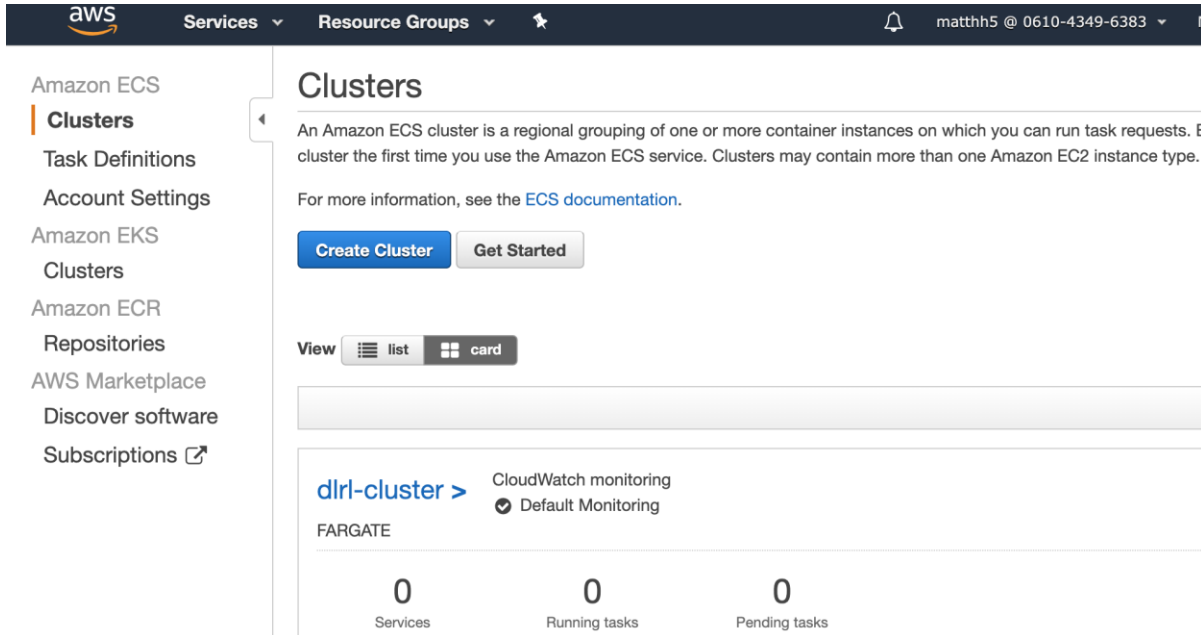 aws Services Resource Groups matthh5 @ 0610-4349-6383
Amazon ECS
Clusters
Task Definitions
Account Settings
Amazon EKS
Clusters
Amazon ECR
Repositories
AWS Marketplace
Discover software
Subscriptions
Clusters
An Amazon ECS cluster is a regional grouping of one or more container instances on which you can run task requests.
cluster the first time you use the Amazon ECS service. Clusters may contain more than one Amazon EC2 instance type.
For more information, see the ECS documentation.
Create Cluster Get Started
View list card
dlrl-cluster > CloudWatch monitoring
Default Monitoring
FARGATE
0 0 0
Services Running tasks Pending tasks